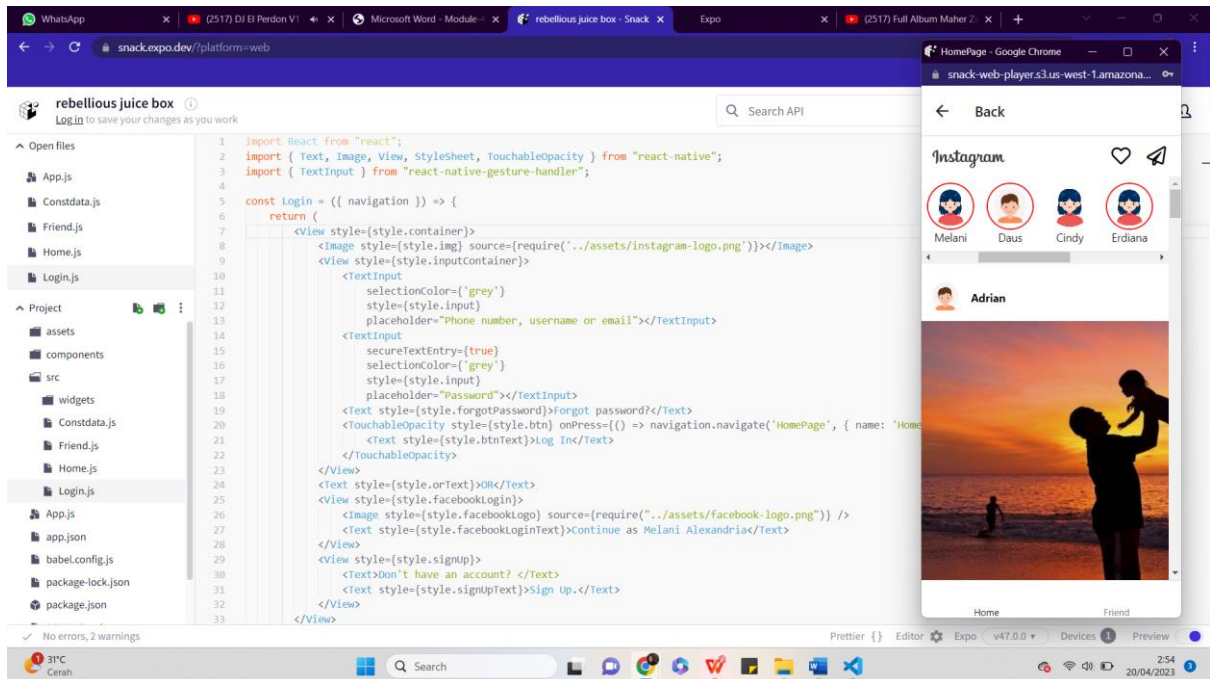 WhatsApp
(2517) DJ El Perdon V1
Microsoft Word - Module-4
rebellious juice box - Snack
Expo
(2517) Full Album Maher Z
snack.expo.dev/?platform=web
rebellious juice box
Log in to save your changes as you work
Search API
Open files
App.js
Constdata.js
Friend.js
Home.js
Login.js
Project
assets
components
src
widgets
Constdata.js
Friend.js
Home.js
Login.js
App.js
app.json
babel.config.js
package-lock.json
package.json
1 import React from "react";
2 import { Text, Image, View, StyleSheet, TouchableOpacity } from "react-native";
3 import { TextInput } from "react-native-gesture-handler";
4
5 const Login = ({ navigation }) => {
6 return (
7 <View style={style.container}>
8 <Image style={style.img} source={require('../assets/instagram-logo.png')}></Image>
9 <View style={style.inputContainer}>
10 <TextInput
11 selectionColor={'grey'}
12 style={style.input}
13 placeholder="Phone number, username or email"></TextInput>
14 <TextInput
15 secureTextEntry={true}
16 selectionColor={'grey'}
17 style={style.input}
18 placeholder="Password"></TextInput>
19 <Text style={style.forgotPassword}>Forgot password?</Text>
20 <TouchableOpacity style={style.btn} onPress={() => navigation.navigate('HomePage', { name: 'Home
21 <Text style={style.btnText}>Log In</Text>
22 </TouchableOpacity>
23 </View>
24 <Text style={style.orText}>OR</Text>
25 <View style={style.facebookLogin}>
26 <Image style={style.facebookLogo} source={require("../assets/facebook-logo.png")} />
27 <Text style={style.facebookLoginText}>Continue as Melani Alexandria</Text>
28 </View>
29 <View style={style.signUp}>
30 <Text>Don't have an account? </Text>
31 <Text style={style.signUpText}>Sign Up.</Text>
32 </View>
33 </View>
HomePage - Google Chrome
snack-web-player.s3.us-west-1.amazona...
Back
Instagram
Melani Daus Cindy Erdiana
Adrian
Home Friend
No errors, 2 warnings
Prettier {} Editor Expo v47.0.0 Devices 1 Preview
1 31°C
Cerah
Search
2:54
20/04/2023
3